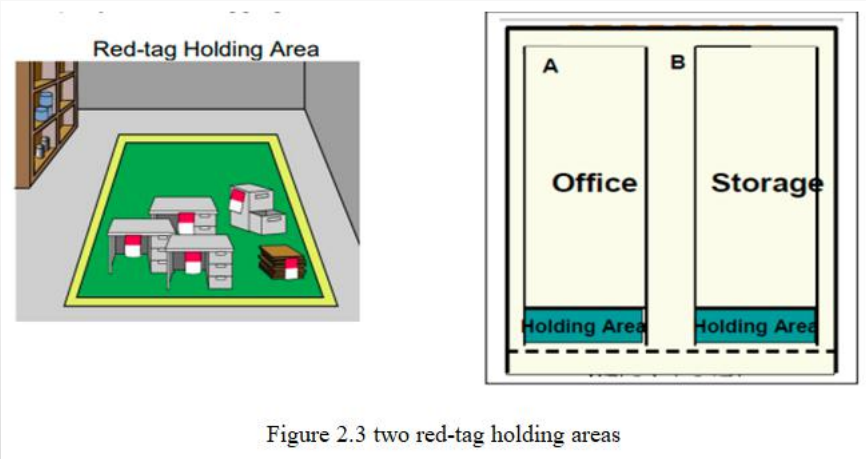 Red-tag Holding Area
A
B
Office
Storage
Holding Area
Holding Area
Figure 2.3 two red-tag holding areas